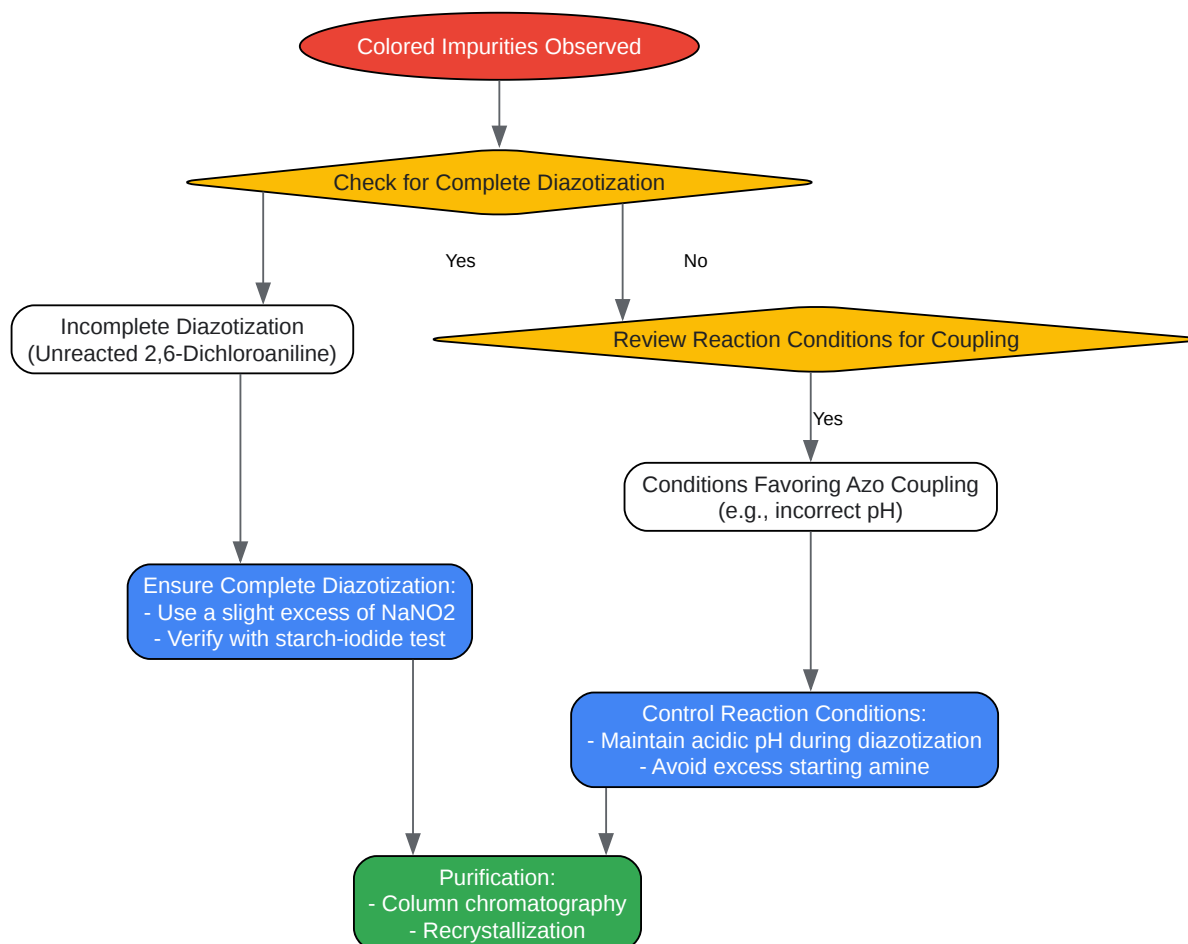 Colored Impurities Observed
Check for Complete Diazotization
Yes
No
Incomplete Diazotization
(Unreacted 2,6-Dichloroaniline)
Review Reaction Conditions for Coupling
Yes
Conditions Favoring Azo Coupling
(e.g., incorrect pH)
Ensure Complete Diazotization:
- Use a slight excess of NaNO2
- Verify with starch-iodide test
Control Reaction Conditions:
- Maintain acidic pH during diazotization
- Avoid excess starting amine
Purification:
- Column chromatography
- Recrystallization